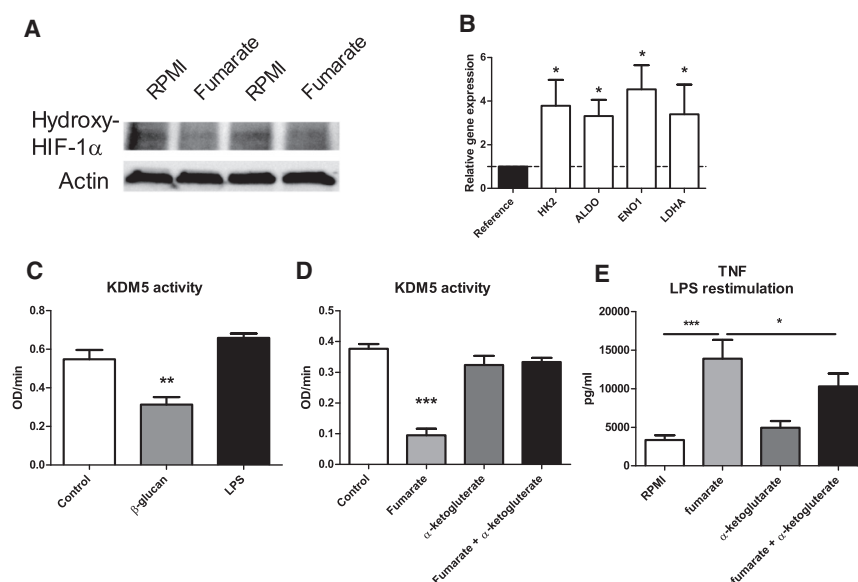 A
RPMI
Fumarate
RPMI
Fumarate
Hydroxy-
HIF-1α
Actin
B
Relative gene expression
6
4
2
0
*
*
*
*
Reference
HK2
ALDO
ENO1
LDHA
C
KDM5 activity
OD/min
0.8
0.6
0.4
0.2
0.0
**
Control
β-glucan
LPS
D
KDM5 activity
OD/min
0.5
0.4
0.3
0.2
0.1
0.0
***
Control
Fumarate
α-ketogluterate
Fumarate + α-ketogluterate
E
TNF
LPS restimulation
pg/ml
20000
15000
10000
5000
0
***
*
RPMI
fumarate
α-ketoglutarate
fumarate + α-ketogluterate